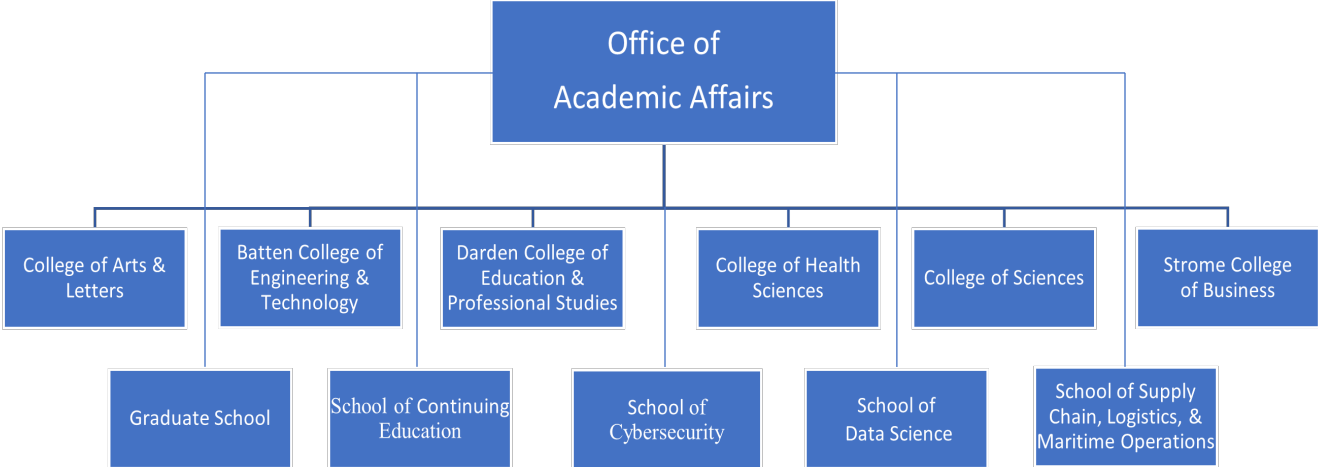 Office of
Academic Affairs
College of Arts &
Letters
Batten College of
Engineering &
Technology
Darden College of
Education &
Professional Studies
College of Health
Sciences
College of Sciences
Strome College
of Business
Graduate School
School of Continuing
Education
School of
Cybersecurity
School of
Data Science
School of Supply
Chain, Logistics, &
Maritime Operations